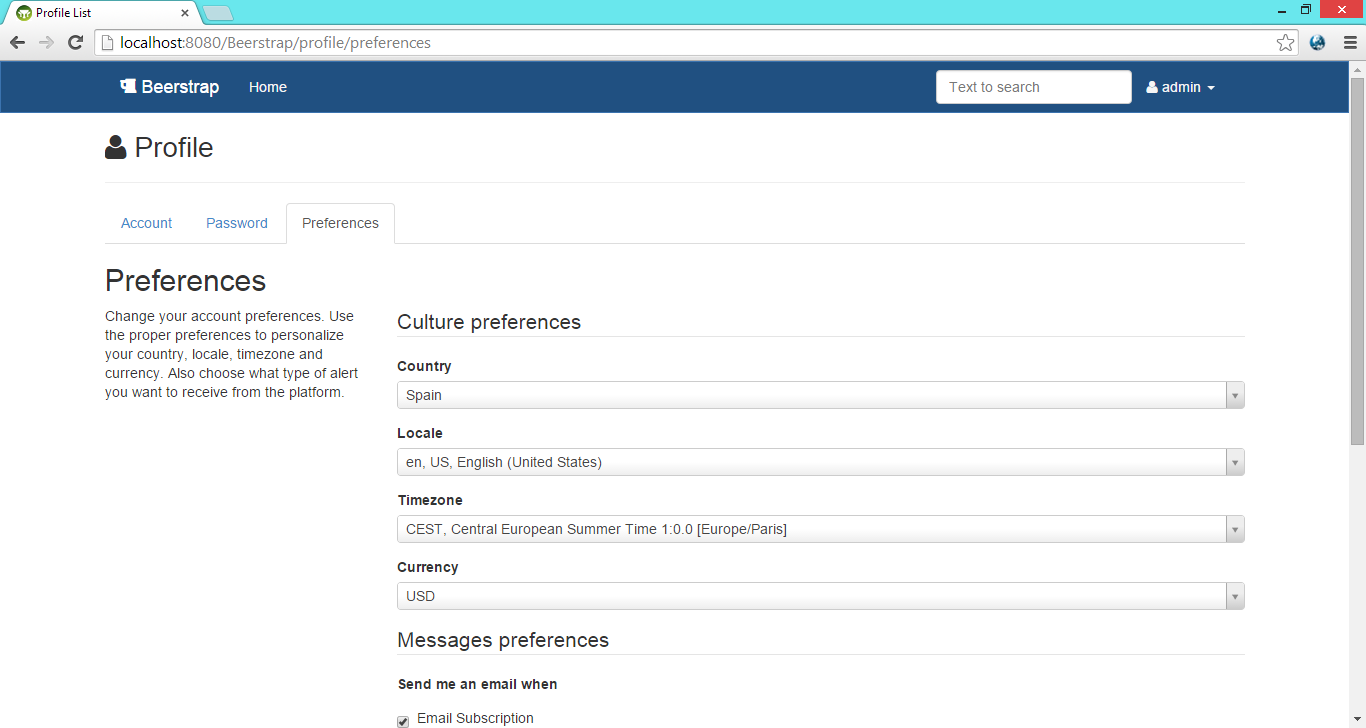 Profile List
localhost:8080/Beerstrap/profile/preferences
Beerstrap Home Text to search admin
Profile
Account Password Preferences
Preferences
Change your account preferences. Use
the proper preferences to personalize
your country, locale, timezone and
currency. Also choose what type of alert
you want to receive from the platform.
Culture preferences
Country
Spain
Locale
en, US, English (United States)
Timezone
CEST, Central European Summer Time 1:0.0 [Europe/Paris]
Currency
USD
Messages preferences
Send me an email when
Email Subscription